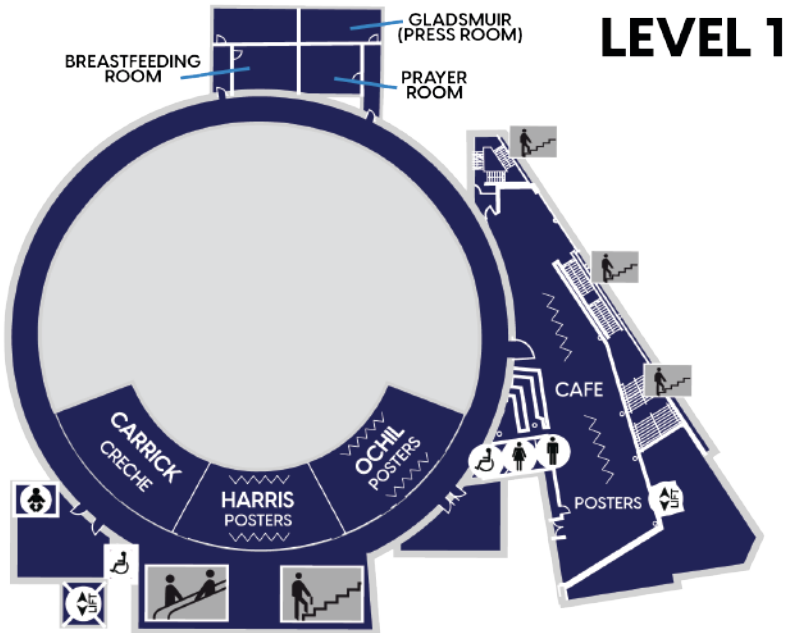 LEVEL 1
GLADSMUIR
(PRESS ROOM)
BREASTFEEDING
ROOM
PRAYER
ROOM
CAFE
CARRICK
CRECHE
HARRIS
POSTERS
OCHIL
POSTERS
POSTERS
LIFT
LIFT